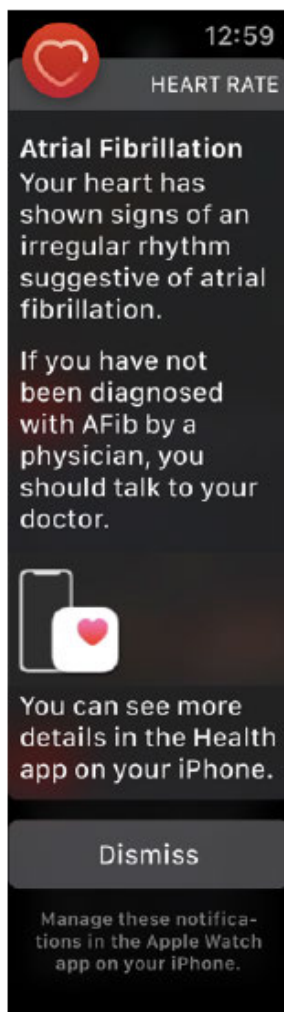 12:59
HEART RATE
Atrial Fibrillation
Your heart has
shown signs of an
irregular rhythm
suggestive of atrial
fibrillation.
If you have not
been diagnosed
with AFib by a
physician, you
should talk to your
doctor.
You can see more
details in the Health
app on your iPhone.
Dismiss
Manage these notifica-
tions in the Apple Watch
app on your iPhone.